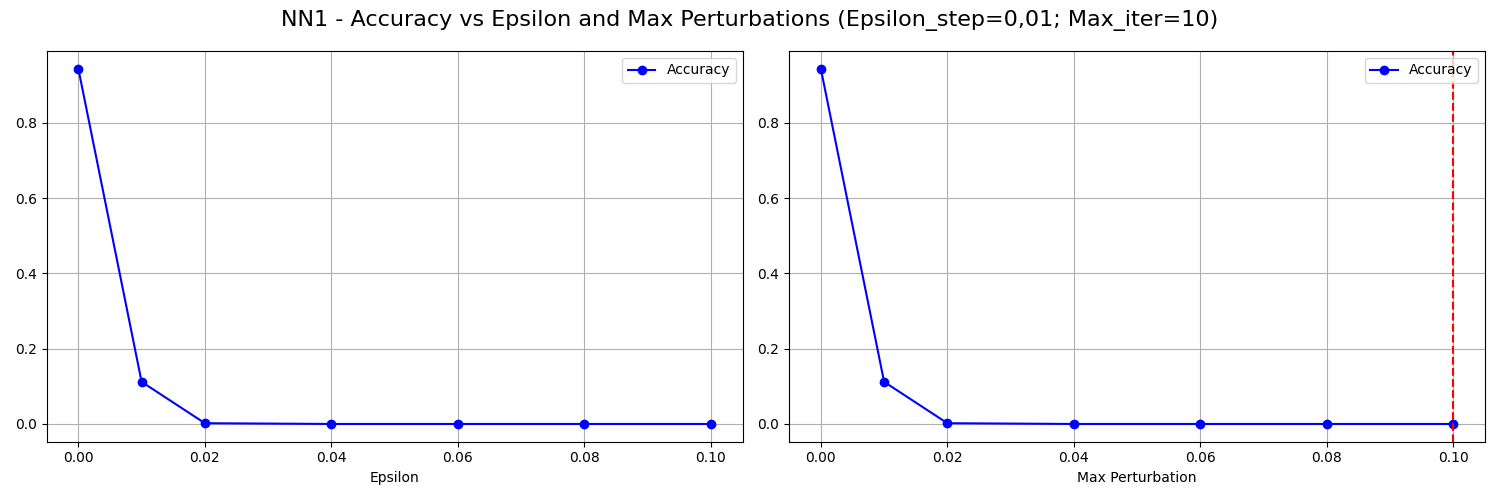 NN1 - Accuracy vs Epsilon and Max Perturbations (Epsilon_step=0,01; Max_iter=10)
Accuracy
0.8
0.6
0.4
0.2
0.0
0.00 0.02 0.04 0.06 0.08 0.10
Epsilon
Accuracy
0.8
0.6
0.4
0.2
0.0
0.00 0.02 0.04 0.06 0.08 0.10
Max Perturbation